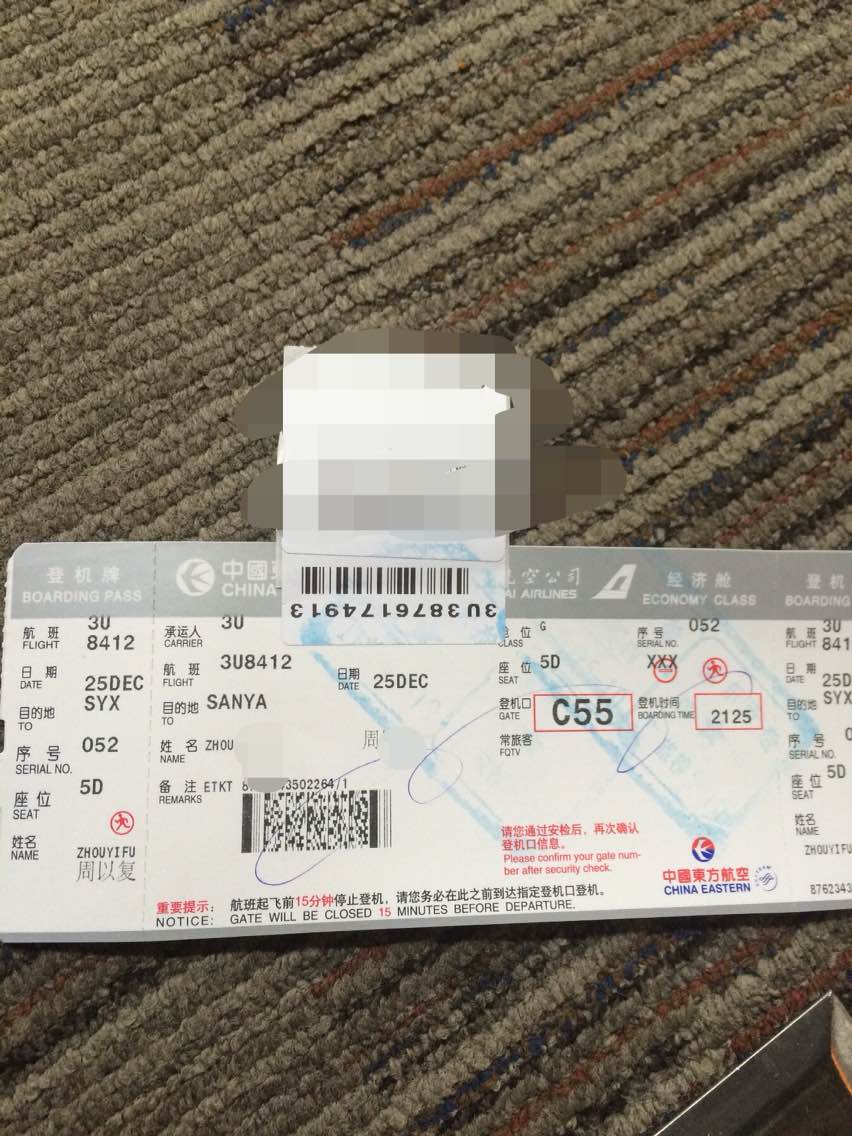 登机牌
BOARDING PASS
航班 3U
FLIGHT 8412
日期 25DEC
DATE
目的地 SYX
TO
序号 052
SERIAL NO.
座位 5D
SEAT
姓名
NAME ZHOUYIFU
周以复
中國
CHINA
3U3876174913
空公司
AI AIRLINES
经济舱
ECONOMY CLASS
承运人 3U
CARRIER
航班 3U8412
FLIGHT
日期 25DEC
DATE
目的地 SANYA
TO
姓名 ZHOU 周
NAME
备注 ETKT
REMARKS 3502264/1
位 G
CLASS
序号 052
SERIAL NO.
座位 5D XXX
SEAT
登机口 C55
GATE
登机时间 2125
BOARDING TIME
常旅客
FQTV
请您通过安检后，再次确认
登机口信息。
Please confirm your gate num-
ber after security check.
中國東方航空
CHINA EASTERN
重要提示： 航班起飞前15分钟停止登机，请您务必在此之前到达指定登机口登机。
NOTICE: GATE WILL BE CLOSED 15 MINUTES BEFORE DEPARTURE.
登机
BOARDING
航班 3U
FLIGHT 8412
日期 25D
DATE
目的地 SYX
TO
序号
SERIAL NO.
座位 5D
SEAT
姓名
NAME
ZHOUYIFU
8762343